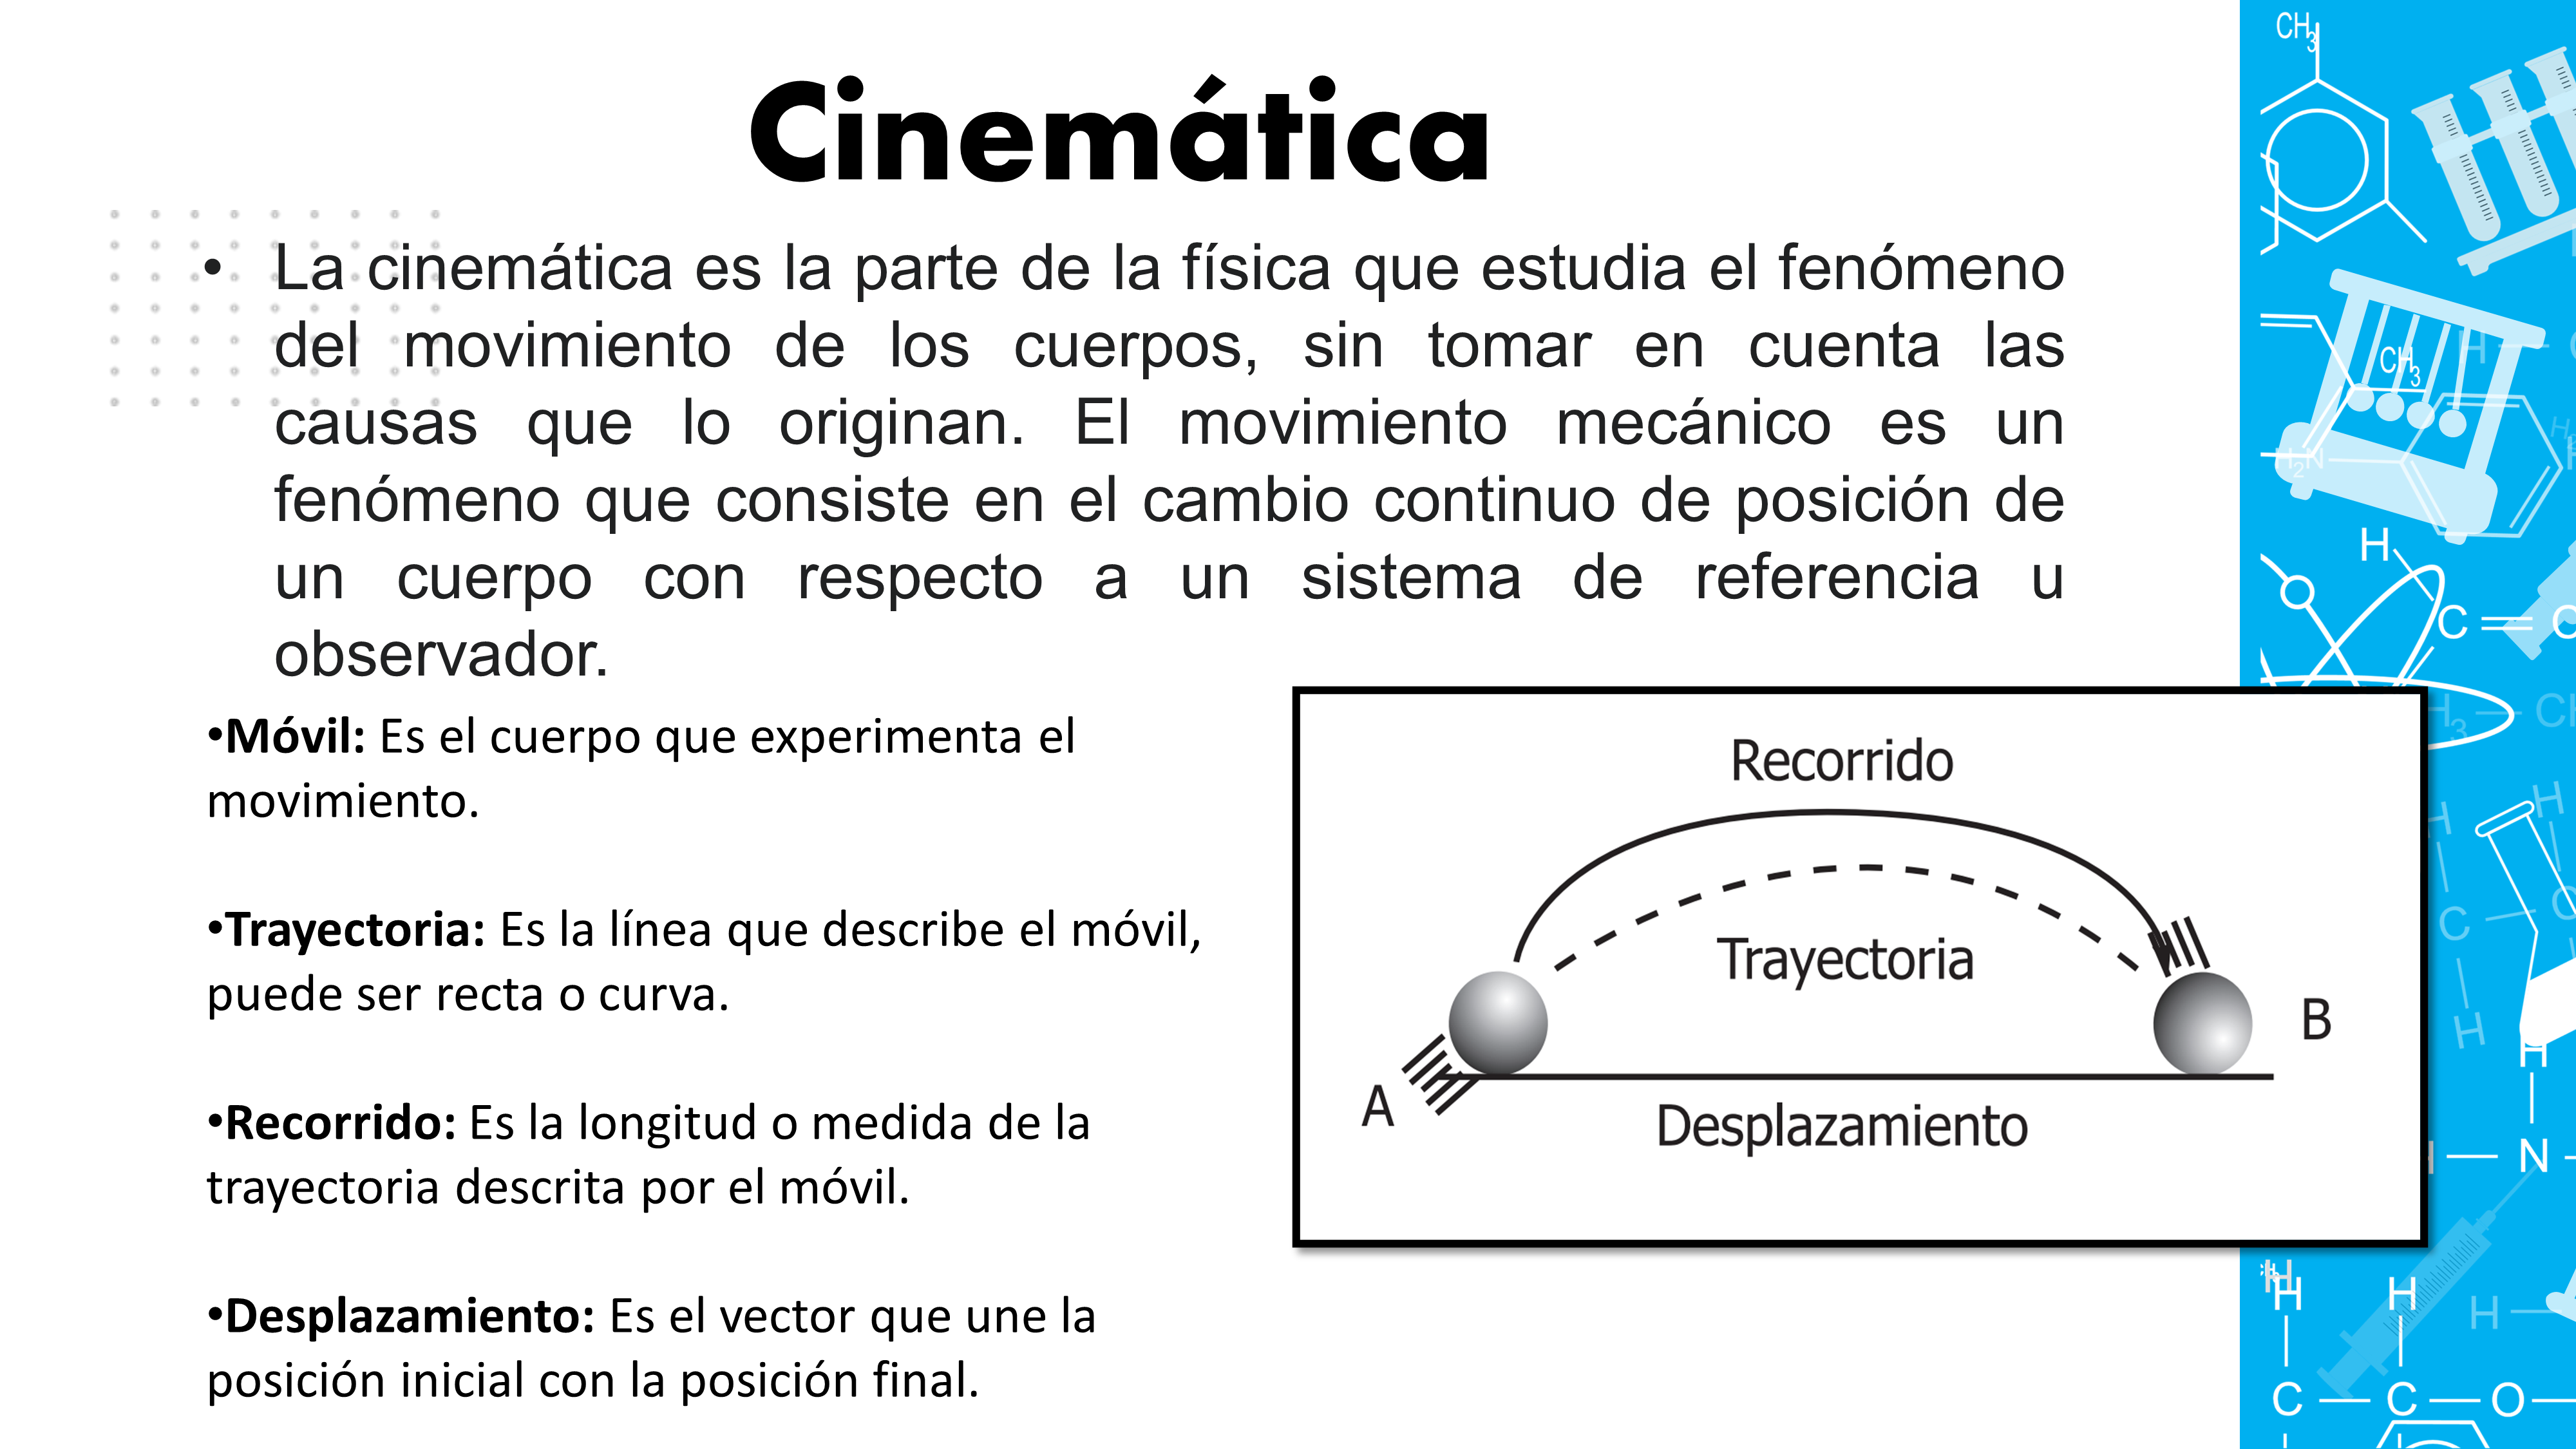 Cinemática
• La cinemática es la parte de la física que estudia el fenómeno
del movimiento de los cuerpos, sin tomar en cuenta las
causas que lo originan. El movimiento mecánico es un
fenómeno que consiste en el cambio continuo de posición de
un cuerpo con respecto a un sistema de referencia u
observador.
•Móvil: Es el cuerpo que experimenta el
movimiento.
•Trayectoria: Es la línea que describe el móvil,
puede ser recta o curva.
•Recorrido: Es la longitud o medida de la
trayectoria descrita por el móvil.
•Desplazamiento: Es el vector que une la
posición inicial con la posición final.
Recorrido
Trayectoria
A
B
Desplazamiento
CH3
CH3
H
C
H2N
H
C
H3
H
H
C
C
H
H
N
H
H
H
C
C
O